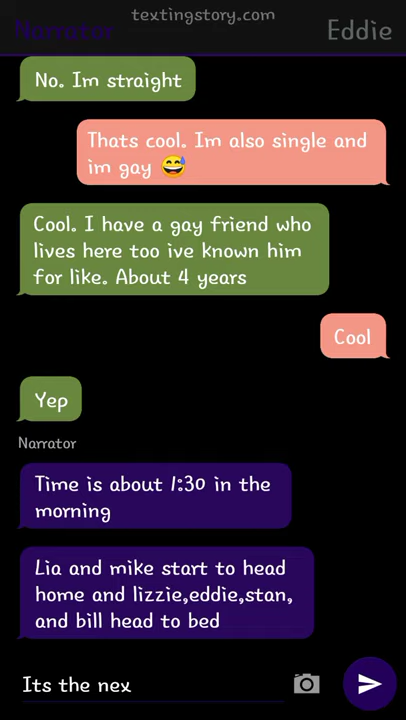 textingstory.com
Narrator
Eddie
No. Im straight
Thats cool. Im also single and
im gay 😅
Cool. I have a gay friend who
lives here too ive known him
for like. About 4 years
Cool
Yep
Narrator
Time is about 1:30 in the
morning
Lia and mike start to head
home and lizzie,eddie,stan,
and bill head to bed
Its the nex